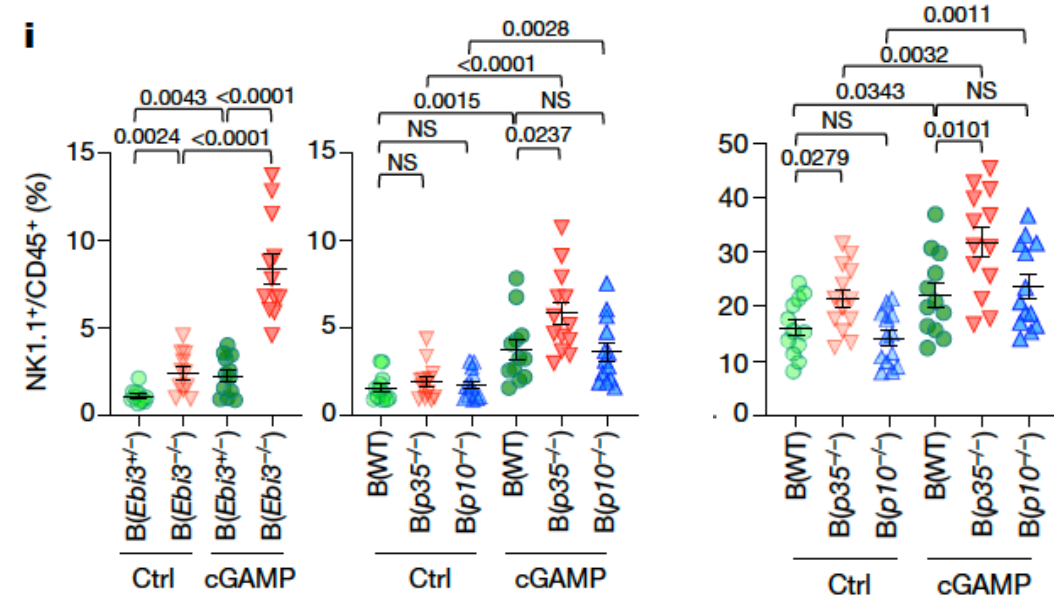 i
0.0028
0.0011
<0.0001
0.0032
0.0043 <0.0001
0.0015 NS
0.0343 NS
0.0024 <0.0001
NS 0.0237
NS 0.0101
NS
0.0279
NK1.1+/CD45+ (%)
15
10
5
0
15
10
5
0
50
40
30
20
10
0
B(Ebi3+/−)
B(Ebi3−/−)
B(Ebi3+/−)
B(Ebi3−/−)
B(WT)
B(p35−/−)
B(p10−/−)
B(WT)
B(p35−/−)
B(p10−/−)
B(WT)
B(p35−/−)
B(p10−/−)
B(WT)
B(p35−/−)
B(p10−/−)
Ctrl cGAMP
Ctrl cGAMP
Ctrl cGAMP